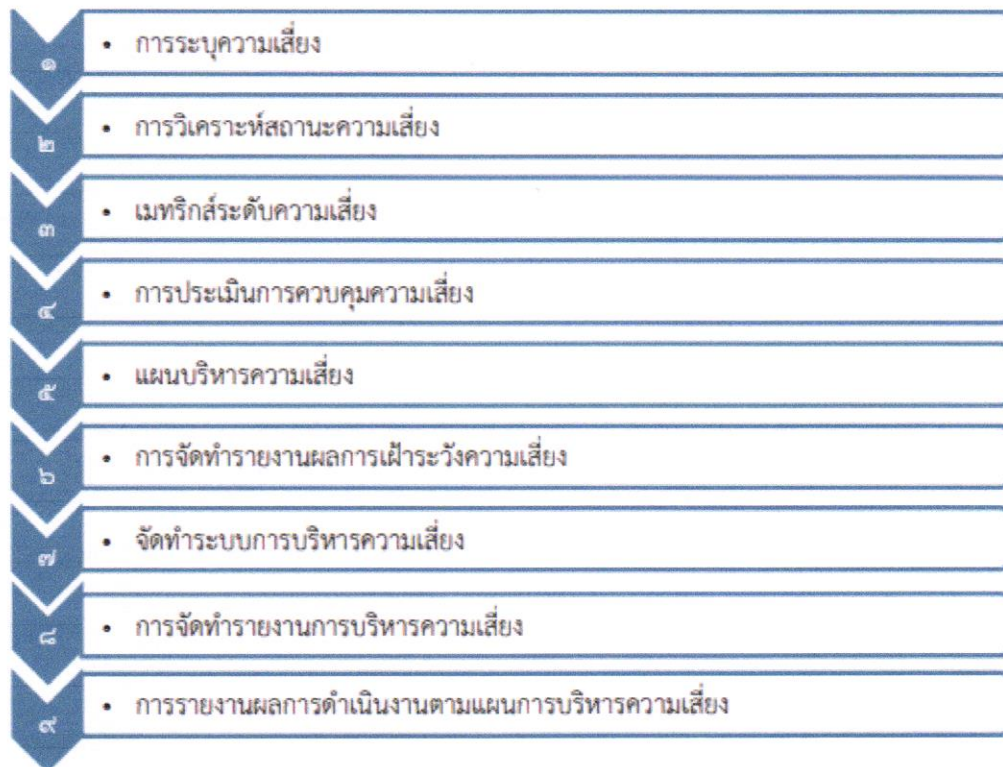 ๑ • การระบุความเสี่ยง
๒ • การวิเคราะห์สถานะความเสี่ยง
๓ • เมทริกส์ระดับความเสี่ยง
๔ • การประเมินการควบคุมความเสี่ยง
๕ • แผนบริหารความเสี่ยง
๖ • การจัดทำรายงานผลการเฝ้าระวังความเสี่ยง
๗ • จัดทำระบบการบริหารความเสี่ยง
๘ • การจัดทำรายงานการบริหารความเสี่ยง
๙ • การรายงานผลการดำเนินงานตามแผนการบริหารความเสี่ยง